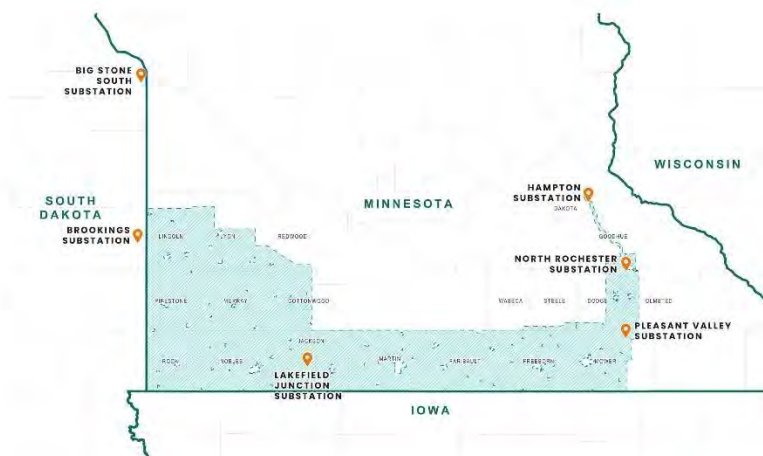 BIG STONE
SOUTH
SUBSTATION
WISCONSIN
HAMPTON
SUBSTATION
DAKOTA
SOUTH
DAKOTA
MINNESOTA
BROOKINGS
SUBSTATION
LINCOLN
LYON
REDWOOD
GOODHUE
NORTH ROCHESTER
SUBSTATION
PIPESTONE
MURRAY
COTTONWOOD
WASECA
STEELE
DODGE
OLMSTED
PLEASANT VALLEY
SUBSTATION
JACKSON
ROCK
NOBLES
MARTIN
FARIBAULT
FREEBORN
MOWER
LAKEFIELD
JUNCTION
SUBSTATION
IOWA